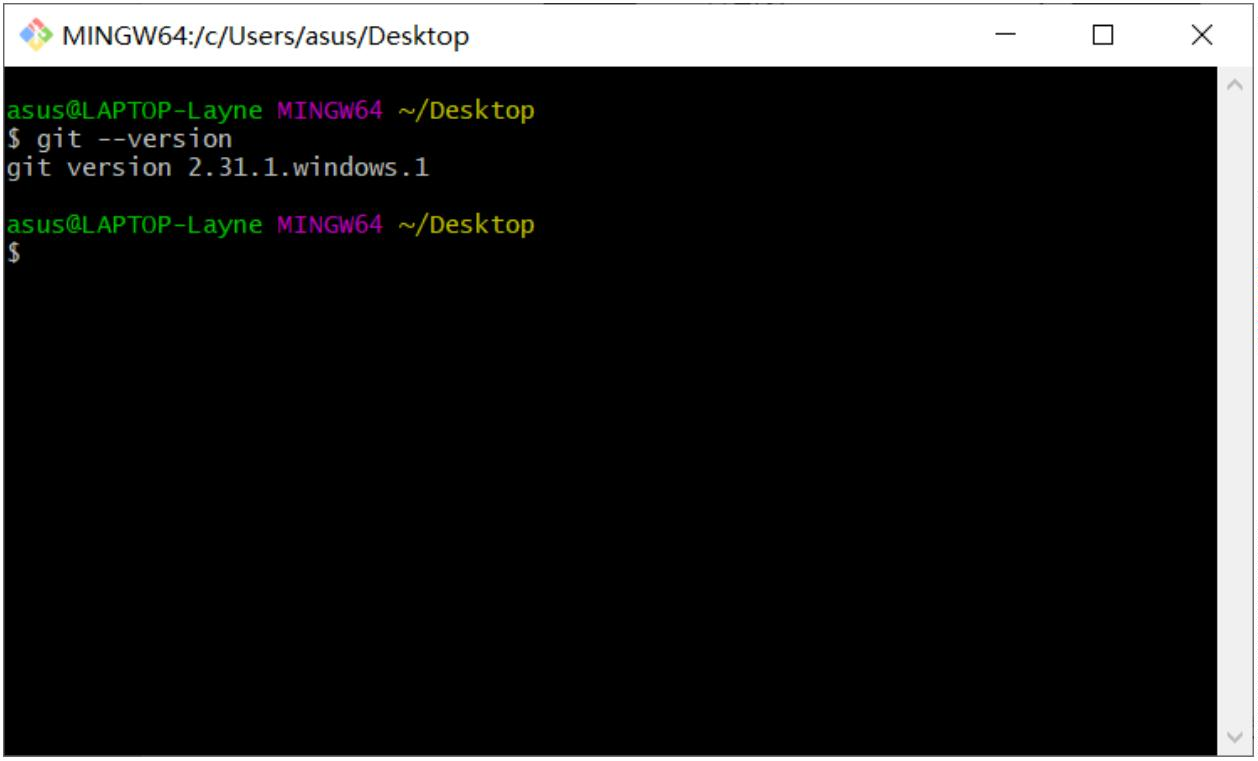 MINGW64:/c/Users/asus/Desktop
asus@LAPTOP-Layne MINGW64 ~/Desktop
$ git --version
git version 2.31.1.windows.1
asus@LAPTOP-Layne MINGW64 ~/Desktop
$